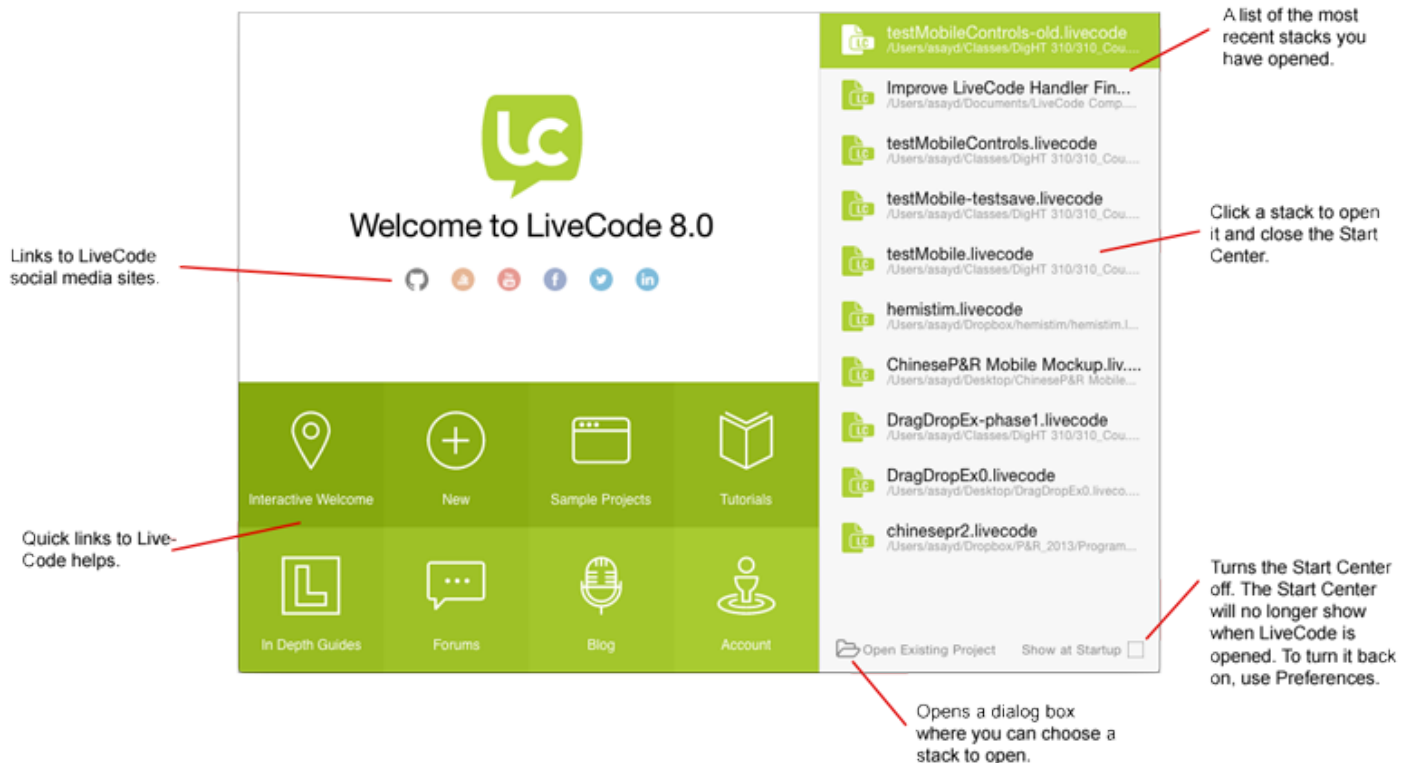 A list of the most
recent stacks you
have opened.
LC
Welcome to LiveCode 8.0
Links to LiveCode
social media sites.
Interactive Welcome
New
Sample Projects
Tutorials
Quick links to Live-
Code helps.
In Depth Guides
Forums
Blog
Account
testMobileControls-old.livecode
/Users/asayd/Classes/DigHT 310/310_Cou....
Improve LiveCode Handler Fin...
/Users/asayd/Documents/LiveCode Comp....
testMobileControls.livecode
/Users/asayd/Classes/DigHT 310/310_Cou....
testMobile-testsave.livecode
/Users/asayd/Classes/DigHT 310/310_Cou....
testMobile.livecode
/Users/asayd/Classes/DigHT 310/310_Cou....
hemistim.livecode
/Users/asayd/Dropbox/hemistim/hemistim.l...
ChineseP&R Mobile Mockup.liv....
/Users/asayd/Desktop/ChineseP&R Mobile...
DragDropEx-phase1.livecode
/Users/asayd/Classes/DigHT 310/310_Cou....
DragDropEx0.livecode
/Users/asayd/Desktop/DragDropEx0.liveco....
chinesepr2.livecode
/Users/asayd/Dropbox/P&R_2013/Program...
Click a stack to open
it and close the Start
Center.
Open Existing Project
Show at Startup
Turns the Start Center
off. The Start Center
will no longer show
when LiveCode is
opened. To turn it back
on, use Preferences.
Opens a dialog box
where you can choose a
stack to open.